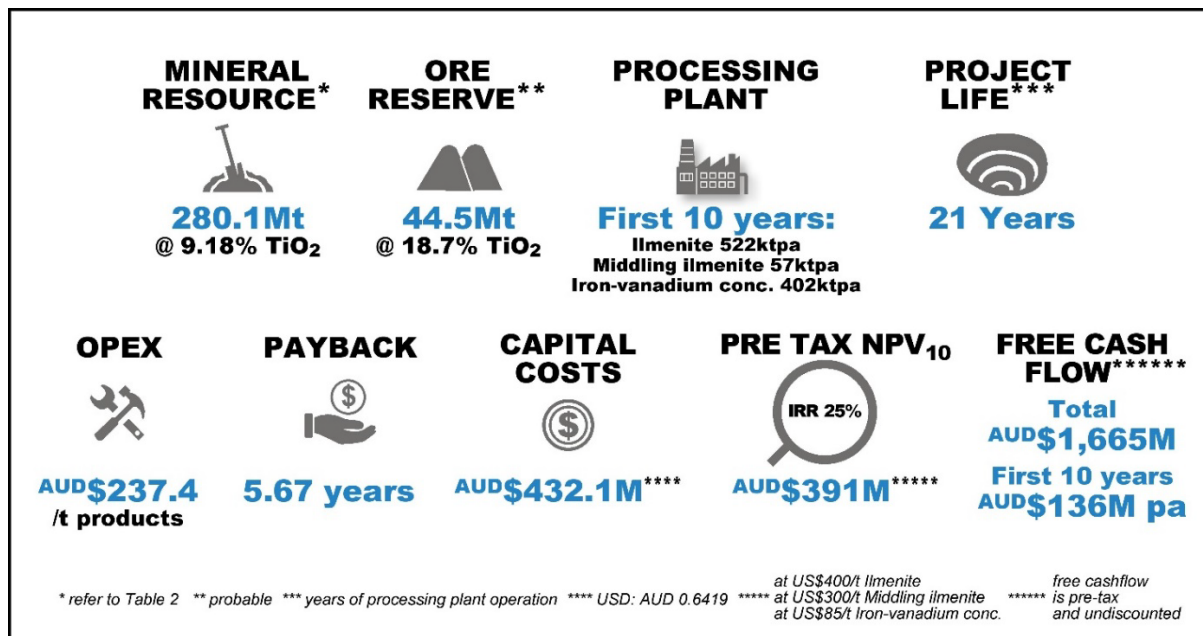 MINERAL
RESOURCE*
280.1Mt
@ 9.18% TiO₂
ORE
RESERVE**
44.5Mt
@ 18.7% TiO₂
PROCESSING
PLANT
First 10 years:
Ilmenite 522ktpa
Middling ilmenite 57ktpa
Iron-vanadium conc. 402ktpa
PROJECT
LIFE***
21 Years
OPEX
AUD$237.4
/t products
PAYBACK
$
5.67 years
CAPITAL
COSTS
$
AUD$432.1M****
PRE TAX NPV₁₀
IRR 25%
AUD$391M*****
FREE CASH
FLOW******
Total
AUD$1,665M
First 10 years
AUD$136M pa
* refer to Table 2 ** probable *** years of processing plant operation **** USD: AUD 0.6419
***** at US$400/t Ilmenite
at US$300/t Middling ilmenite
at US$85/t Iron-vanadium conc.
****** free cashflow
is pre-tax
and undiscounted